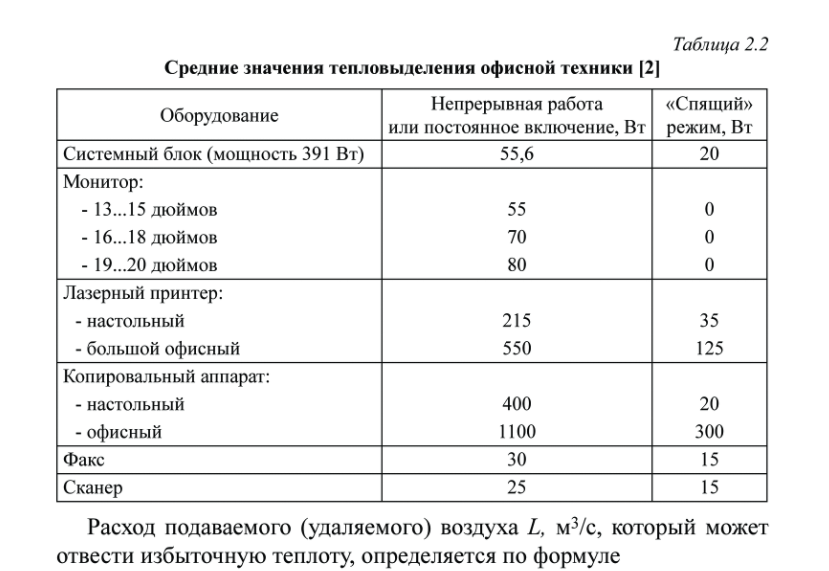 Таблица 2.2
Средние значения тепловыделения офисной техники [2]
Оборудование
Непрерывная работа
или постоянное включение, Вт
«Спящий»
режим, Вт
Системный блок (мощность 391 Вт) 55,6 20
Монитор:
- 13...15 дюймов 55 0
- 16...18 дюймов 70 0
- 19...20 дюймов 80 0
Лазерный принтер:
- настольный 215 35
- большой офисный 550 125
Копировальный аппарат:
- настольный 400 20
- офисный 1100 300
Факс 30 15
Сканер 25 15
Расход подаваемого (удаляемого) воздуха L, м³/с, который может
отвести избыточную теплоту, определяется по формуле